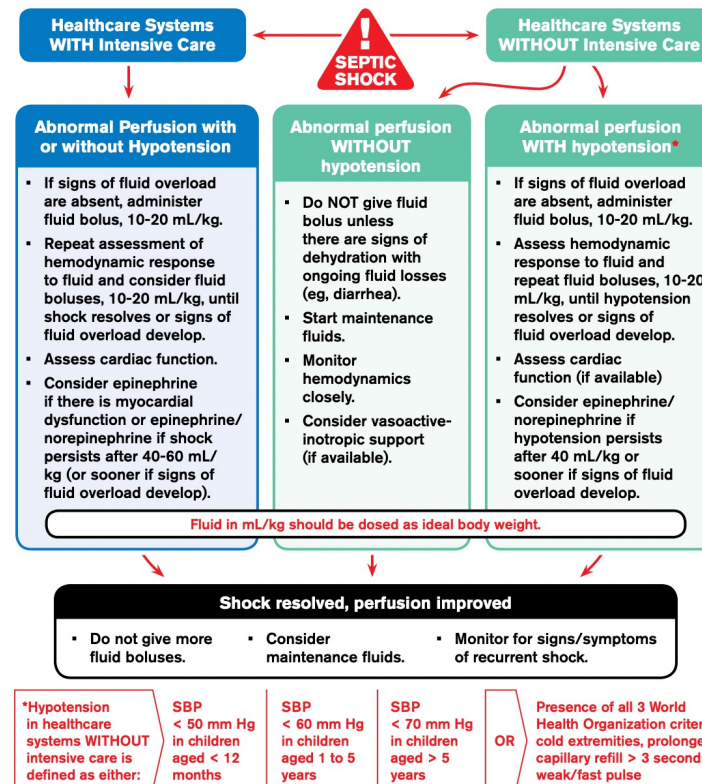 Healthcare Systems
WITH Intensive Care
!
SEPTIC
SHOCK
Healthcare Systems
WITHOUT Intensive Care
Abnormal Perfusion with
or without Hypotension
▪ If signs of fluid overload
are absent, administer
fluid bolus, 10-20 mL/kg.
▪ Repeat assessment of
hemodynamic response
to fluid and consider fluid
boluses, 10-20 mL/kg, until
shock resolves or signs of
fluid overload develop.
▪ Assess cardiac function.
▪ Consider epinephrine
if there is myocardial
dysfunction or epinephrine/
norepinephrine if shock
persists after 40-60 mL/
kg (or sooner if signs of
fluid overload develop).
Abnormal perfusion
WITHOUT
hypotension
▪ Do NOT give fluid
bolus unless
there are signs of
dehydration with
ongoing fluid losses
(eg, diarrhea).
▪ Start maintenance
fluids.
▪ Monitor
hemodynamics
closely.
▪ Consider vasoactive-
inotropic support
(if available).
Abnormal perfusion
WITH hypotension*
▪ If signs of fluid overload
are absent, administer
fluid bolus, 10-20 mL/kg.
▪ Assess hemodynamic
response to fluid and
repeat fluid boluses, 10-20
mL/kg, until hypotension
resolves or signs of
fluid overload develop.
▪ Assess cardiac
function (if available)
▪ Consider epinephrine/
norepinephrine if
hypotension persists
after 40 mL/kg or
sooner if signs of fluid
overload develop.
Fluid in mL/kg should be dosed as ideal body weight.
Shock resolved, perfusion improved
▪ Do not give more
fluid boluses.
▪ Consider
maintenance fluids.
▪ Monitor for signs/symptoms
of recurrent shock.
*Hypotension
in healthcare
systems WITHOUT
intensive care is
defined as either:
SBP
< 50 mm Hg
in children
aged < 12
months
SBP
< 60 mm Hg
in children
aged 1 to 5
years
SBP
< 70 mm Hg
in children
aged > 5
years
OR
Presence of all 3 World
Health Organization
cold extremities,
capillary refill > 3
weak/fast pulse